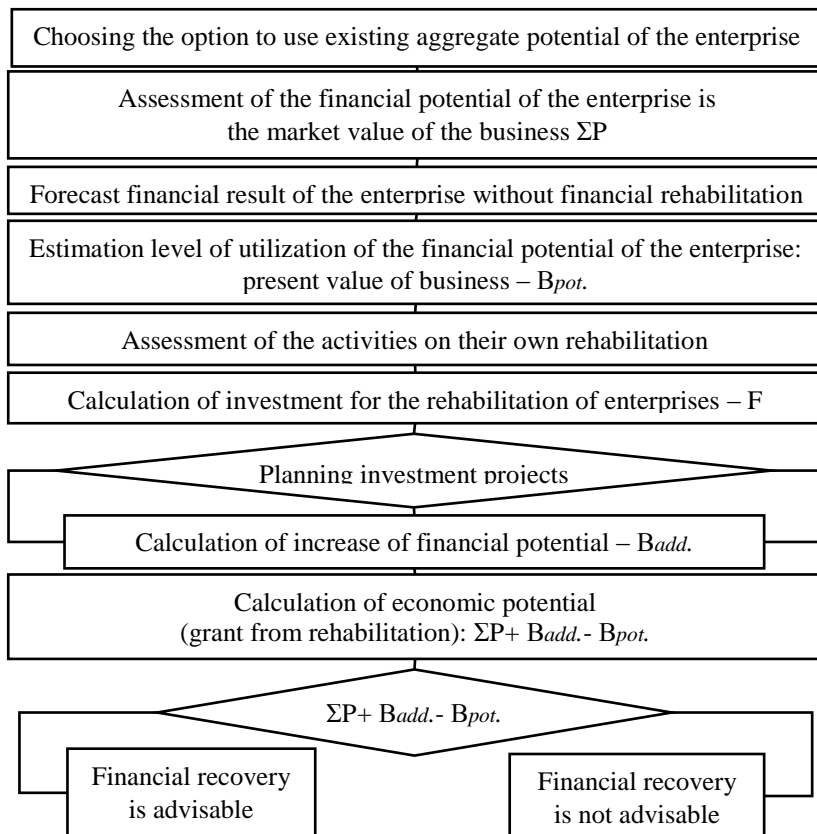 Choosing the option to use existing aggregate potential of the enterprise
Assessment of the financial potential of the enterprise is
the market value of the business ΣP
Forecast financial result of the enterprise without financial rehabilitation
Estimation level of utilization of the financial potential of the enterprise:
present value of business – Bpot.
Assessment of the activities on their own rehabilitation
Calculation of investment for the rehabilitation of enterprises – F
Planning investment projects
Calculation of increase of financial potential – Badd.
Calculation of economic potential
(grant from rehabilitation): ΣP+ Badd.- Bpot.
ΣP+ Badd.- Bpot.
Financial recovery
is advisable
Financial recovery
is not advisable